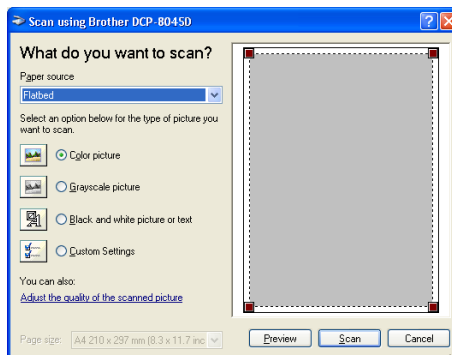 Scan using Brother DCP-8045D
What do you want to scan?
Paper source
Flatbed
Select an option below for the type of picture you
want to scan.
Color picture
Grayscale picture
Black and white picture or text
Custom Settings
You can also:
Adjust the quality of the scanned picture
Page size:
A4 210 x 297 mm (8.3 x 11.7 inc
Preview
Scan
Cancel